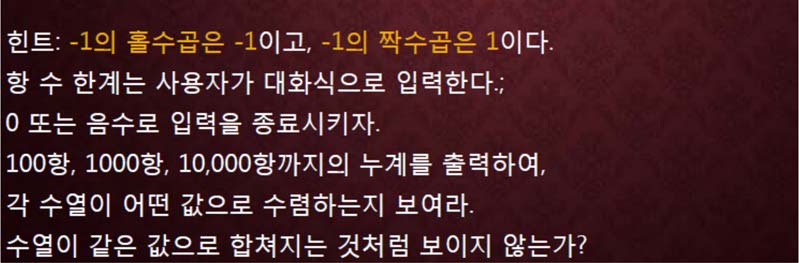 힌트: -1의 홀수곱은 -1이고, -1의 짝수곱은 1이다.
항 수 한계는 사용자가 대화식으로 입력한다.;
0 또는 음수로 입력을 종료시키자.
100항, 1000항, 10,000항까지의 누계를 출력하여,
각 수열이 어떤 값으로 수렴하는지 보여라.
수열이 같은 값으로 합쳐지는 것처럼 보이지 않는가?